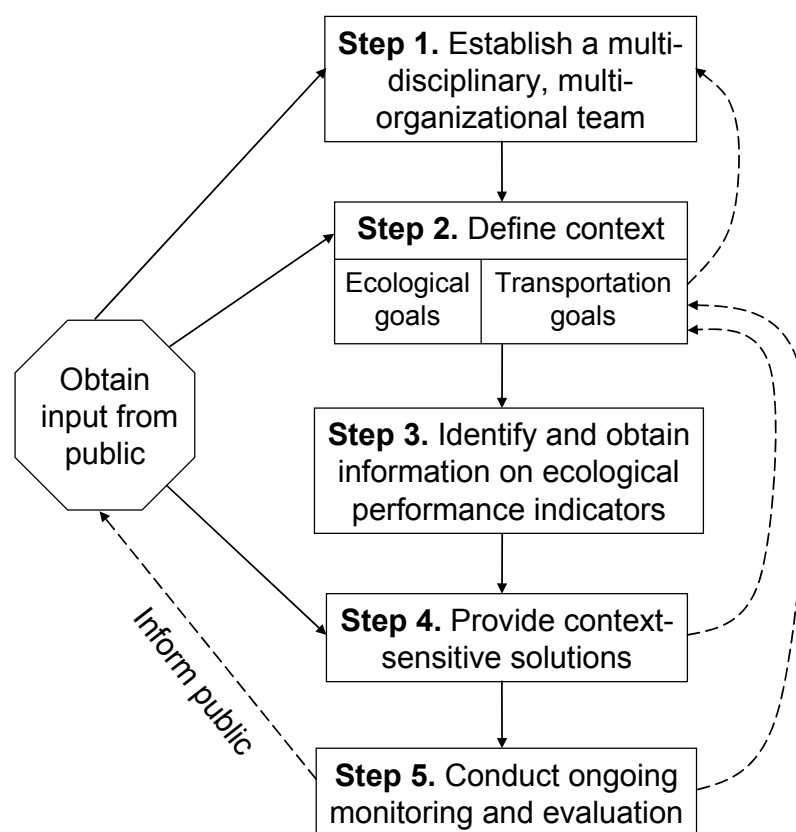 Step 1. Establish a multi-
disciplinary, multi-
organizational team
Step 2. Define context
Ecological
goals
Transportation
goals
Obtain
input from
public
Step 3. Identify and obtain
information on ecological
performance indicators
Step 4. Provide context-
sensitive solutions
Inform public
Step 5. Conduct ongoing
monitoring and evaluation